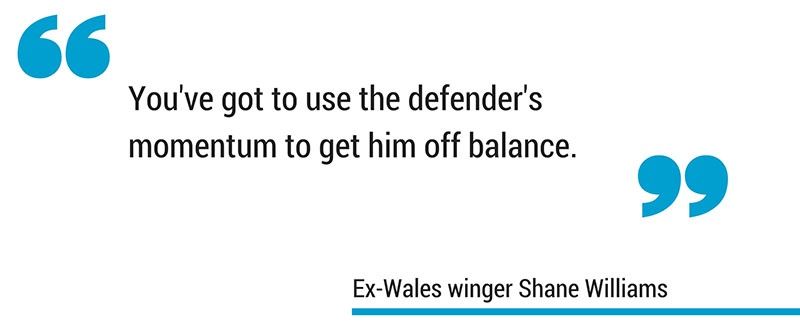 “
You've got to use the defender's
momentum to get him off balance.
”
Ex-Wales winger Shane Williams